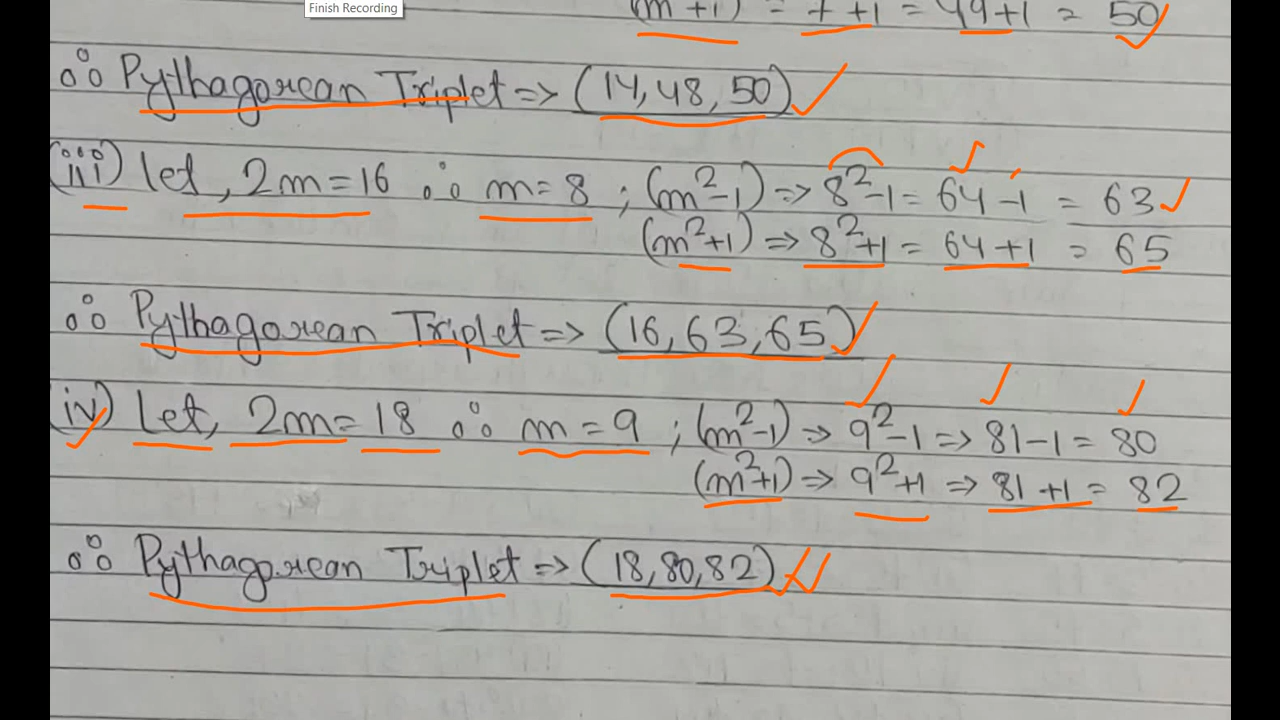 Finish Recording
(m²+1) = 7²+1 = 49+1 = 50
∴ Pythagorean Triplet => (14,48,50)
(iii) let, 2m=16 ∴ m=8 ; (m²-1) => 8²-1 = 64-1 = 63
(m²+1) => 8²+1 = 64+1 = 65
∴ Pythagorean Triplet => (16,63,65)
(iv) Let, 2m=18 ∴ m=9 ; (m²-1) => 9²-1 => 81-1 = 80
(m²+1) => 9²+1 => 81+1 = 82
∴ Pythagorean Triplet => (18,80,82)